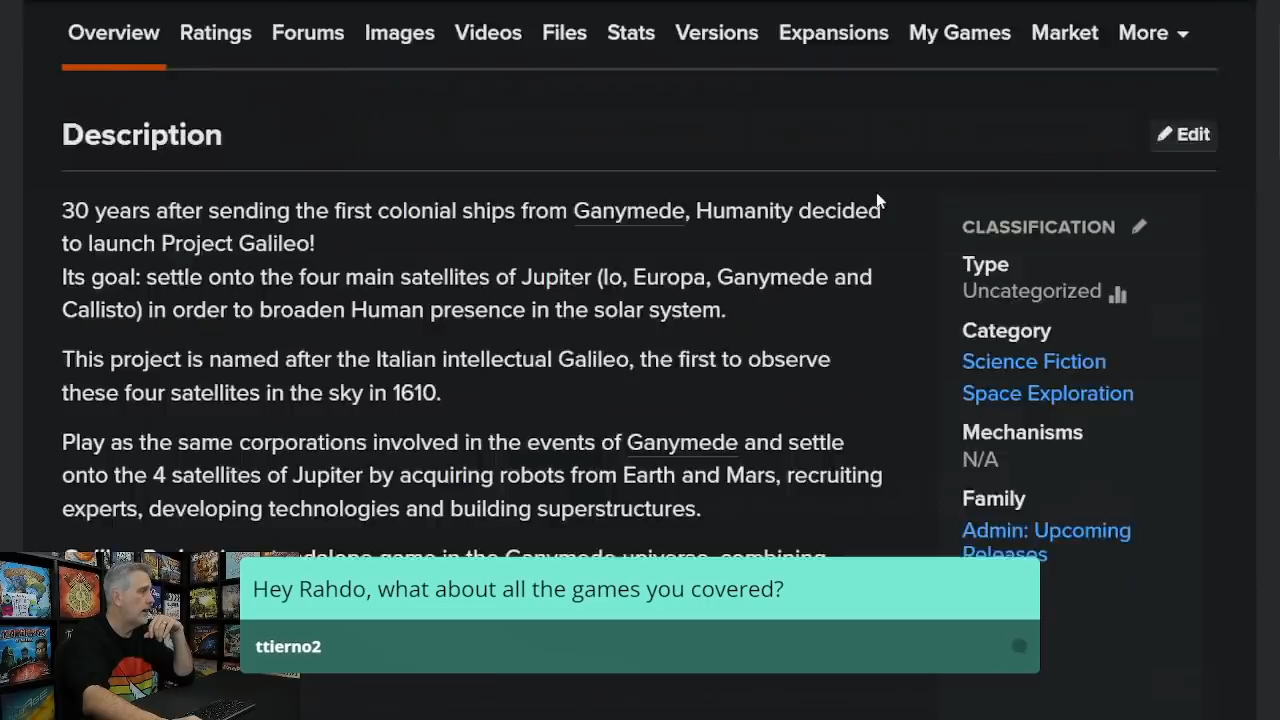 Overview Ratings Forums Images Videos Files Stats Versions Expansions My Games Market More
Description
Edit
30 years after sending the first colonial ships from Ganymede, Humanity decided
to launch Project Galileo!
Its goal: settle onto the four main satellites of Jupiter (Io, Europa, Ganymede and
Callisto) in order to broaden Human presence in the solar system.
This project is named after the Italian intellectual Galileo, the first to observe
these four satellites in the sky in 1610.
Play as the same corporations involved in the events of Ganymede and settle
onto the 4 satellites of Jupiter by acquiring robots from Earth and Mars, recruiting
experts, developing technologies and building superstructures.
game in the Ganymede universe, combining
CLASSIFICATION
Type
Uncategorized
Category
Science Fiction
Space Exploration
Mechanisms
N/A
Family
Admin: Upcoming
Releases
Hey Rahdo, what about all the games you covered?
ttierno2